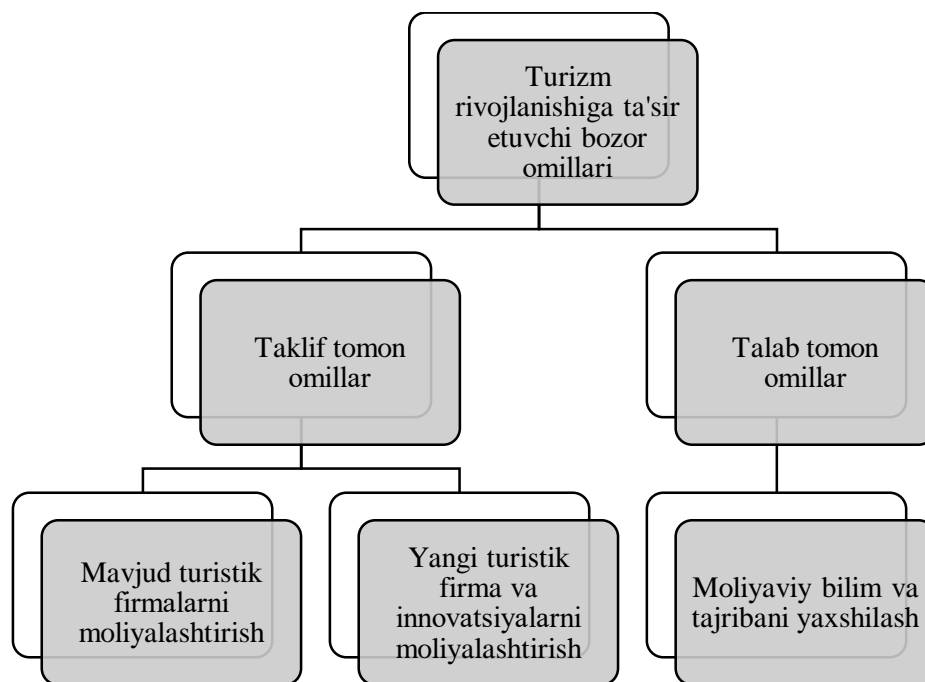 Turizm
rivojlanishiga ta'sir
etuvchi bozor
omillari
Taklif tomon
omillar
Talab tomon
omillar
Mavjud turistik
firmalarni
moliyalashtirish
Yangi turistik
firma va
innovatsiyalarni
moliyalashtirish
Moliyaviy bilim va
tajribani yaxshilash